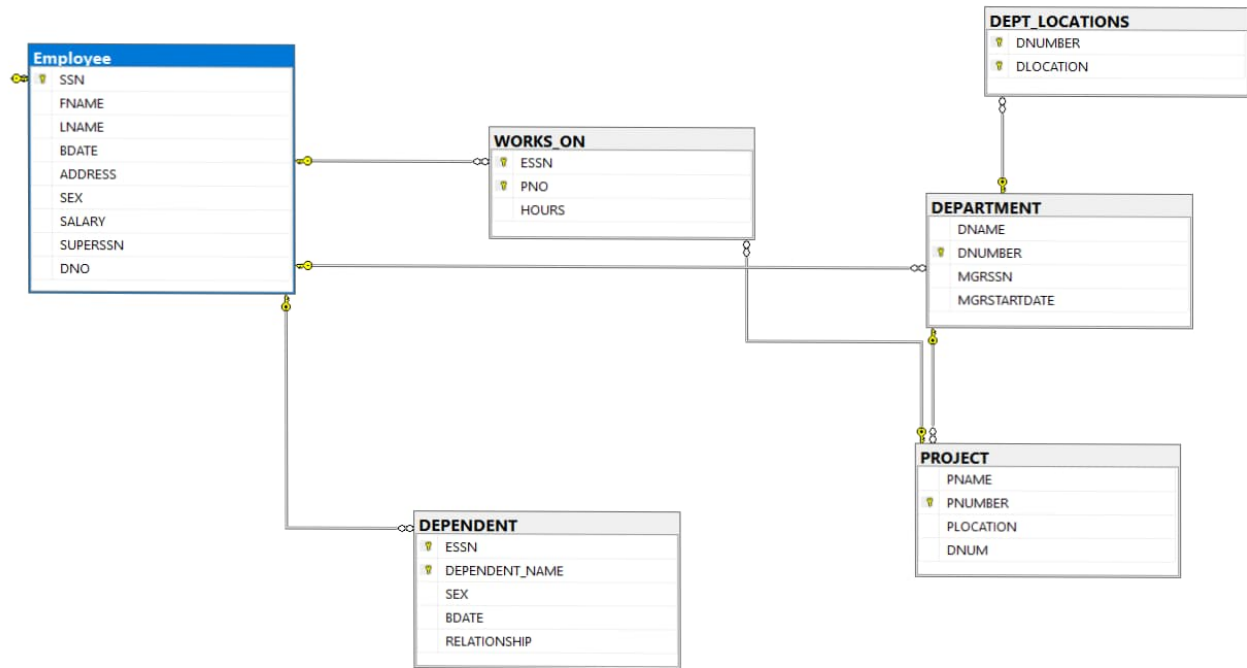 Employee
SSN
FNAME
LNAME
BDATE
ADDRESS
SEX
SALARY
SUPERSSN
DNO
WORKS_ON
ESSN
PNO
HOURS
DEPT_LOCATIONS
DNUMBER
DLOCATION
DEPARTMENT
DNAME
DNUMBER
MGRSSN
MGRSTARTDATE
DEPENDENT
ESSN
DEPENDENT_NAME
SEX
BDATE
RELATIONSHIP
PROJECT
PNAME
PNUMBER
PLOCATION
DNUM